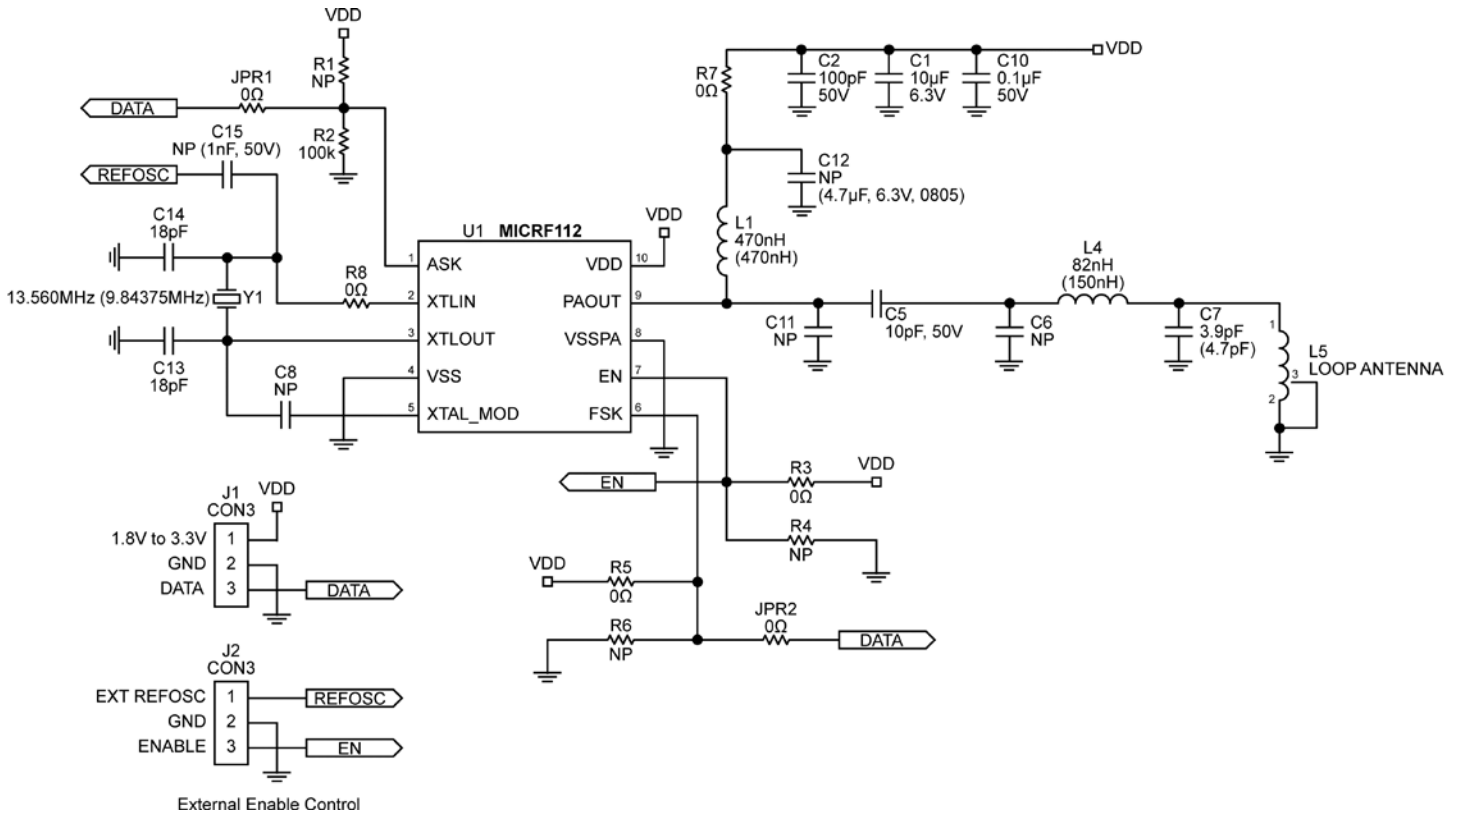 VDD
R1
NP
JPR1
0Ω
DATA
R2
100k
C15
NP (1nF, 50V)
REFOSC
C14
18pF
13.560MHz (9.84375MHz)
Y1
R8
0Ω
C13
18pF
C8
NP
U1 MICRF112
1 ASK
2 XTLIN
3 XTLOUT
4 VSS
5 XTAL_MOD
VDD 10
PAOUT 9
VSSPA 8
EN 7
FSK 6
VDD
R7
0Ω
C2
100pF
50V
C1
10µF
6.3V
C10
0.1µF
50V
VDD
C12
NP
(4.7µF, 6.3V, 0805)
L1
470nH
(470nH)
C11
NP
C5
10pF, 50V
C6
NP
L4
82nH
(150nH)
C7
3.9pF
(4.7pF)
1
3
2
L5
LOOP ANTENNA
EN
R3
0Ω
VDD
R4
NP
VDD
R5
0Ω
R6
NP
JPR2
0Ω
DATA
J1
CON3
VDD
1.8V to 3.3V 1
GND 2
DATA 3
DATA
J2
CON3
EXT REFOSC 1
REFOSC
GND 2
ENABLE 3
EN
External Enable Control